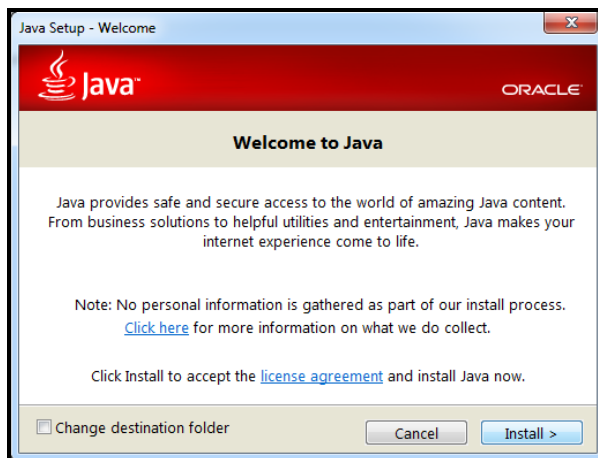 Java Setup - Welcome
Java™
ORACLE
Welcome to Java
Java provides safe and secure access to the world of amazing Java content.
From business solutions to helpful utilities and entertainment, Java makes your
internet experience come to life.
Note: No personal information is gathered as part of our install process.
Click here for more information on what we do collect.
Click Install to accept the license agreement and install Java now.
Change destination folder
Cancel
Install >